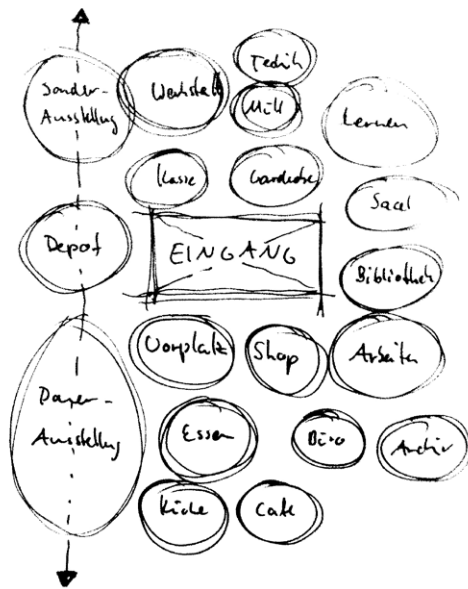 Sonder-
Ausstellung
Werkstatt
Technik
Müll
Lernen
Kasse
Garderobe
Saal
Depot
EINGANG
Bibliothek
Vorplatz
Shop
Arbeiten
Dauer-
Ausstellung
Essen
Büro
Archiv
Küche
Cafe